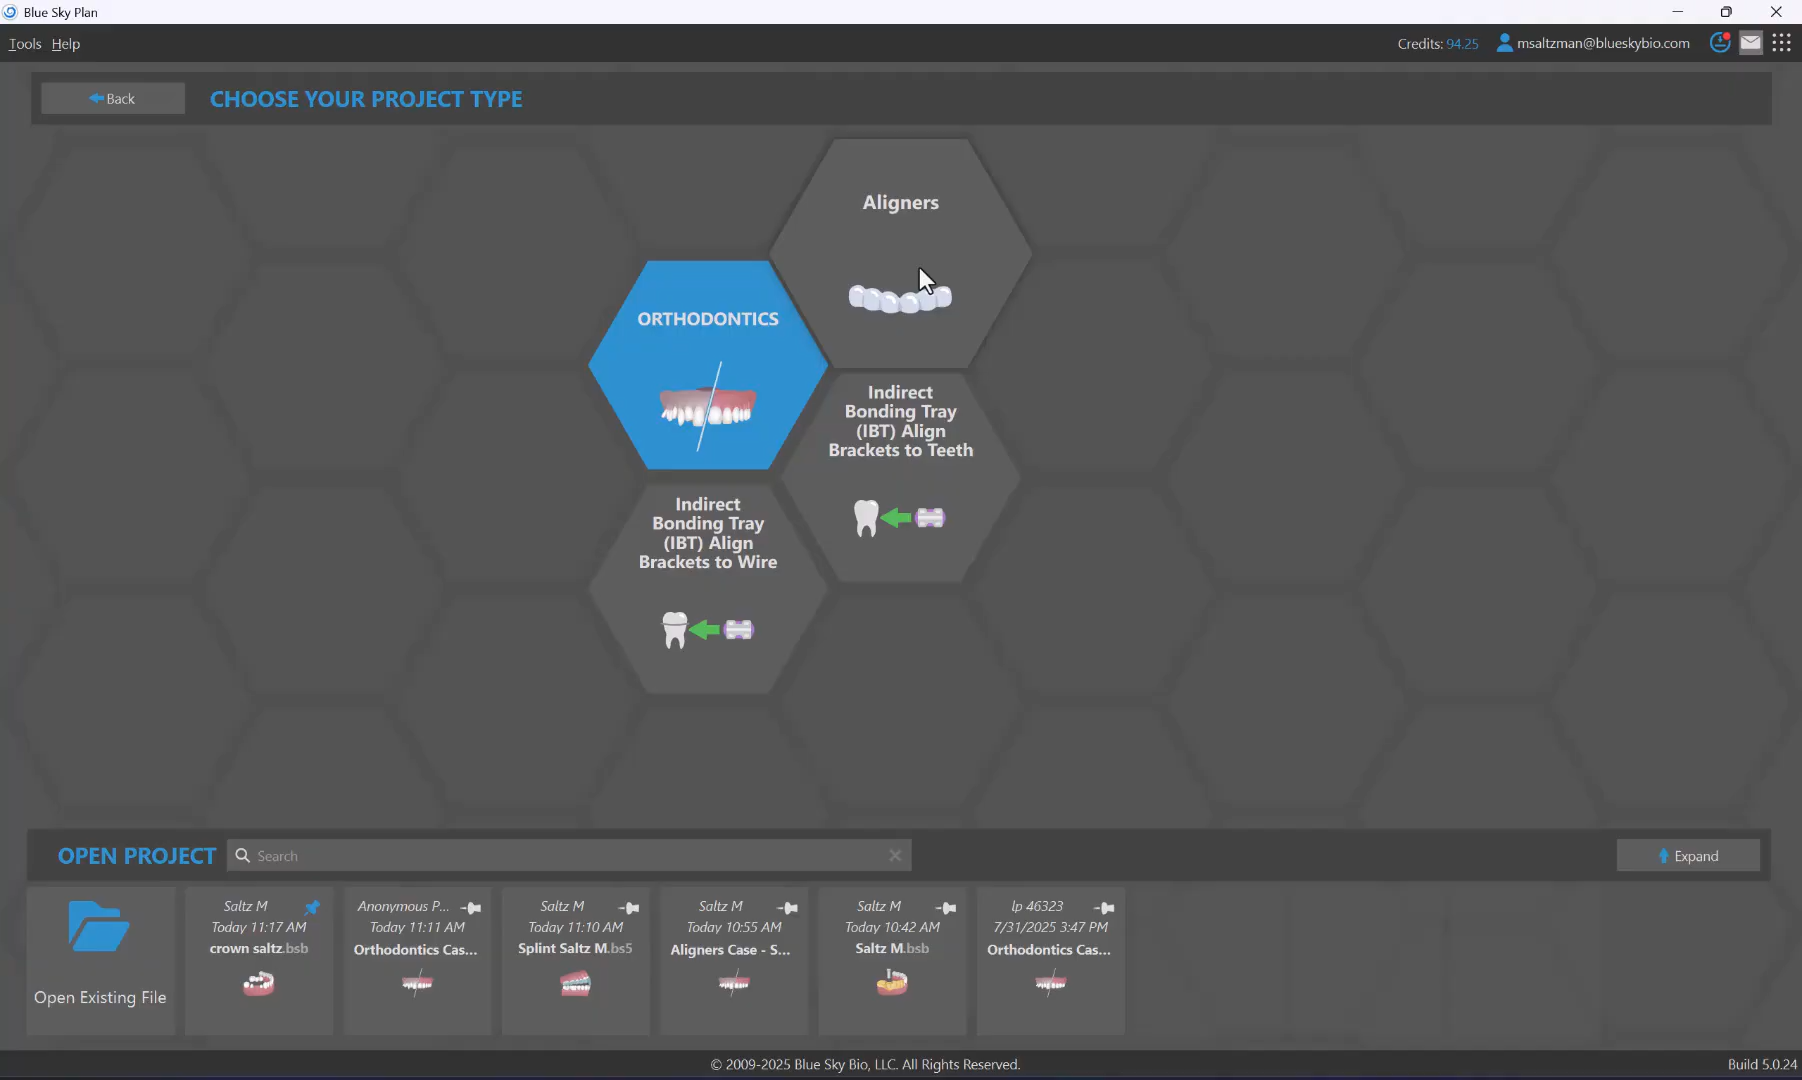 Blue Sky Plan
Tools Help
Credits: 94.25 msaltzman@blueskybio.com
Back
CHOOSE YOUR PROJECT TYPE
Aligners
ORTHODONTICS
Indirect
Bonding Tray
(IBT) Align
Brackets to Teeth
Indirect
Bonding Tray
(IBT) Align
Brackets to Wire
OPEN PROJECT
Search
Expand
Open Existing File
Saltz M
Today 11:17 AM
crown saltz.bsb
Anonymous P...
Today 11:11 AM
Orthodontics Cas...
Saltz M
Today 11:10 AM
Splint Saltz M.bs5
Saltz M
Today 10:55 AM
Aligners Case - S...
Saltz M
Today 10:42 AM
Saltz M.bsb
lp 46323
7/31/2025 3:47 PM
Orthodontics Cas...
© 2009-2025 Blue Sky Bio, LLC. All Rights Reserved.
Build 5.0.24